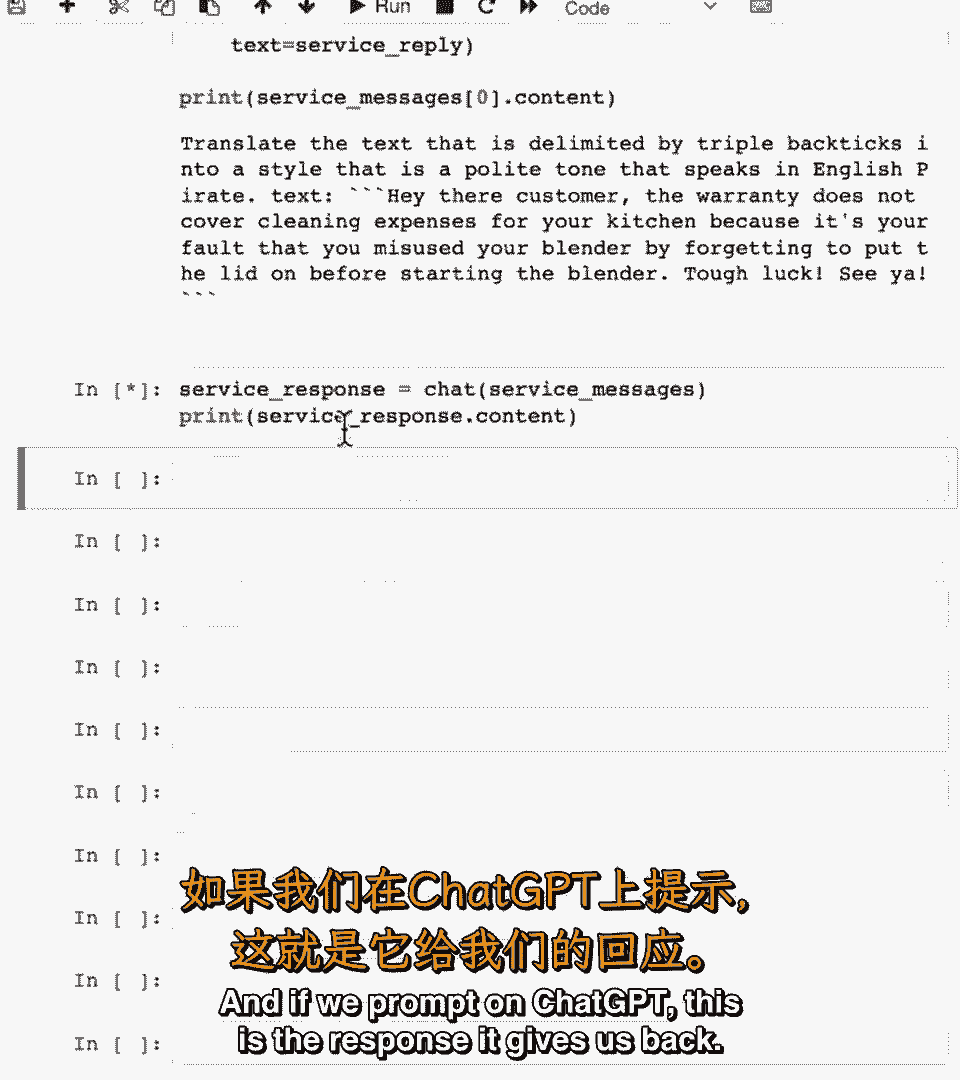 Run
Code
text=service_reply)
print(service_messages[0].content)
Translate the text that is delimited by triple backticks i
nto a style that is a polite tone that speaks in English P
irate. text: ```Hey there customer, the warranty does not
cover cleaning expenses for your kitchen because it's your
fault that you misused your blender by forgetting to put t
he lid on before starting the blender. Tough luck! See ya!
```
In [*]: service_response = chat(service_messages)
print(service_response.content)
In [ ]:
In [ ]:
In [ ]:
In [ ]:
In [ ]:
In [ ]:
In [ ]:
In [ ]:
In [ ]:
In [ ]:
如果我们在ChatGPT上提示,
这就是它给我们的回应。
And if we prompt on ChatGPT, this
is the response it gives us back.